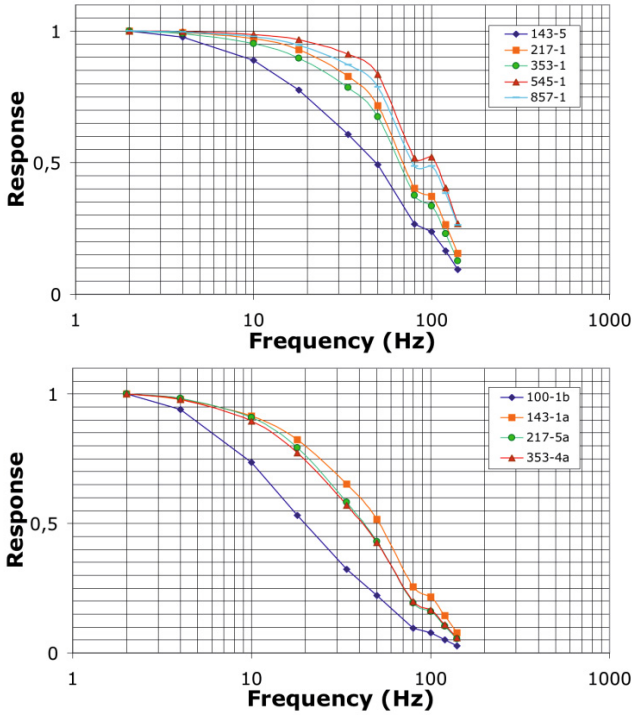 1
0,5
0
Response
1
10
100
1000
Frequency (Hz)
143-5
217-1
353-1
545-1
857-1
1
0,5
0
Response
1
10
100
1000
Frequency (Hz)
100-1b
143-1a
217-5a
353-4a